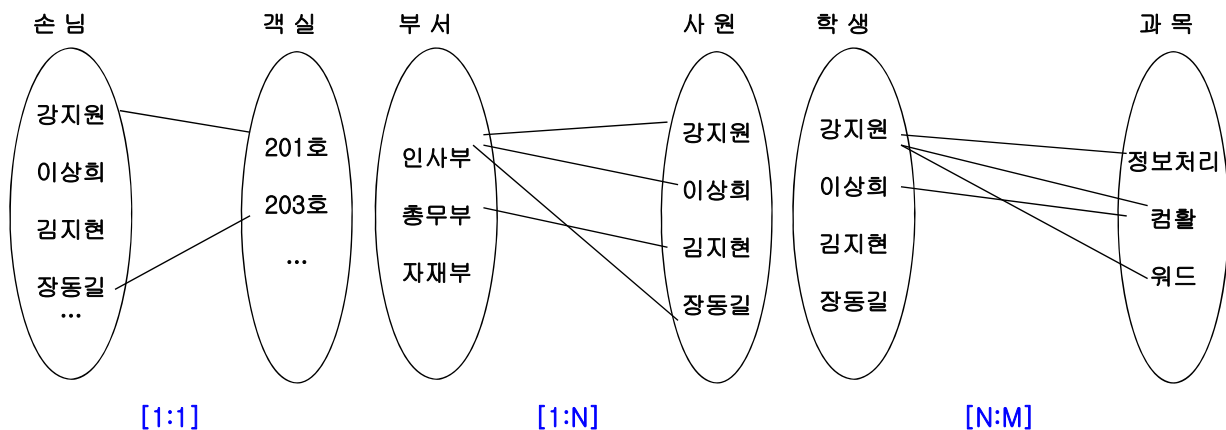 손 님
강지원
이상희
김지현
장동길
...
객 실
201호
203호
...
[1:1]
부 서
인사부
총무부
자재부
사 원
강지원
이상희
김지현
장동길
[1:N]
학 생
강지원
이상희
김지현
장동길
과 목
정보처리
컴활
워드
[N:M]